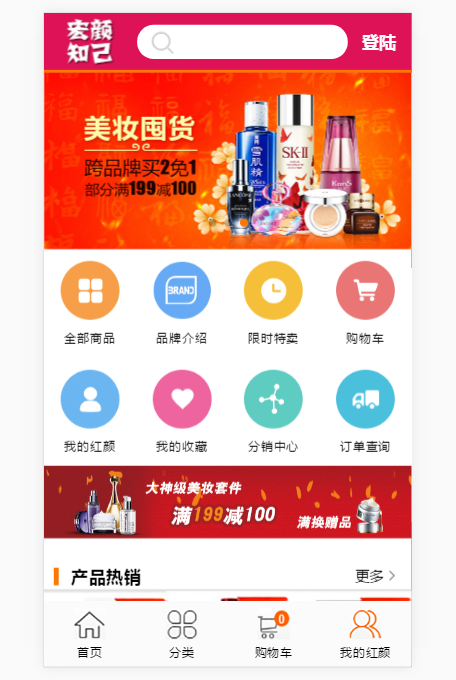 宏颜
知己
登陆
美妆囤货
跨品牌买2免1
部分满199减100
雪肌精
SK-II
LANCÔME
全部商品
BRAND
品牌介绍
限时特卖
购物车
我的红颜
我的收藏
分销中心
订单查询
大神级美妆套件
满199减100
满换赠品
产品热销
更多
首页
分类
0
购物车
我的红颜